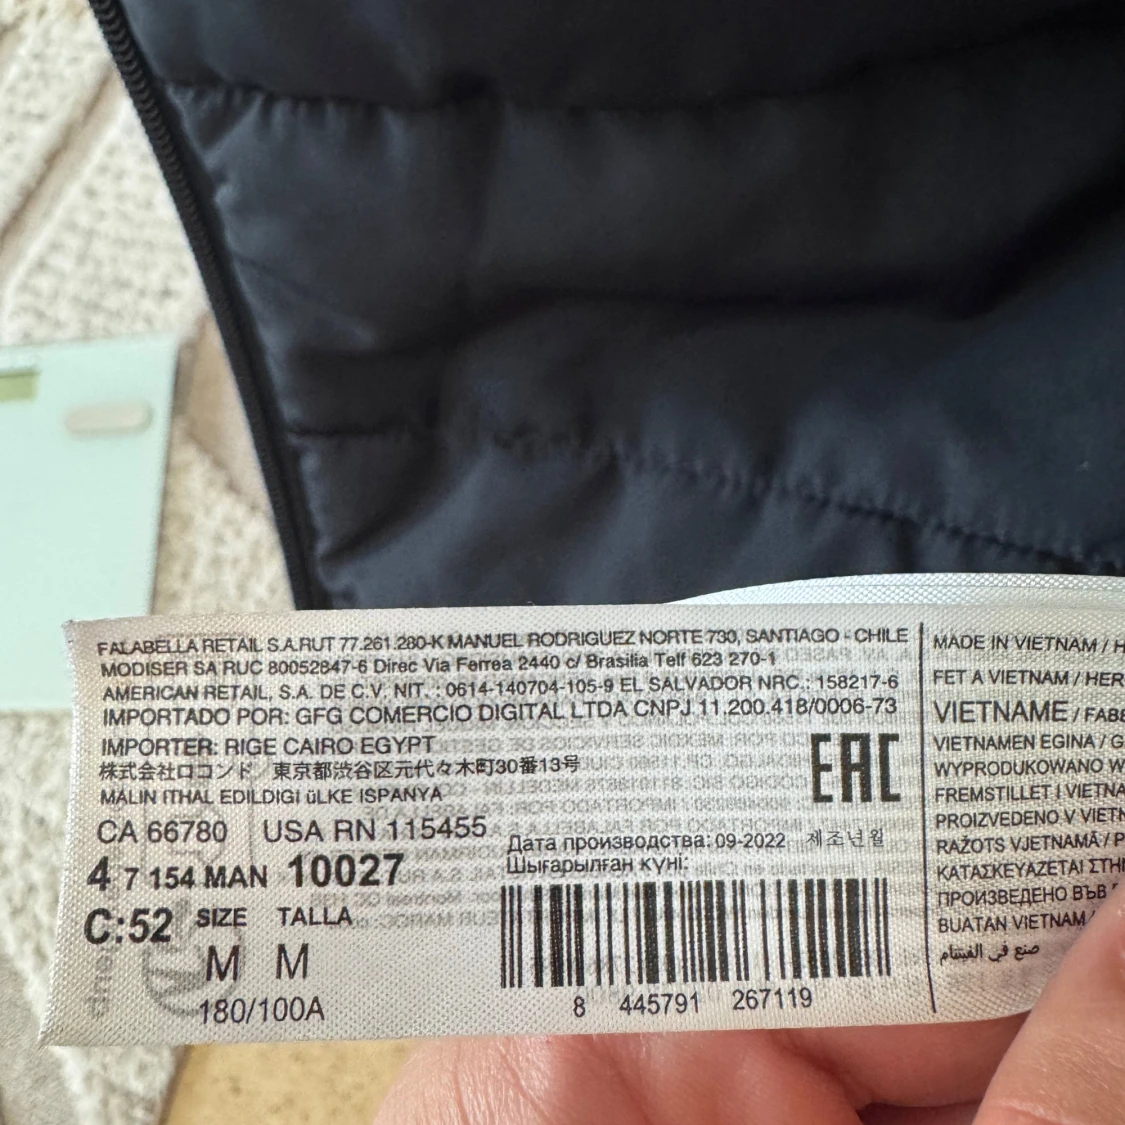 FALABELLA RETAIL S.A.RUT 77.261.280-K MANUEL RODRIGUEZ NORTE 730, SANTIAGO - CHILE
MODISER SA RUC 80052847-6 Direc Via Ferrea 2440 c/ Brasilia Telf 623 270-1
AMERICAN RETAIL, S.A. DE C.V. NIT. : 0614-140704-105-9 EL SALVADOR NRC.: 158217-6
IMPORTADO POR: GFG COMERCIO DIGITAL LTDA CNPJ 11.200.418/0006-73
IMPORTER: RIGE CAIRO EGYPT
株式会社ロコンド 東京都渋谷区元代々木町30番13号
MALIN ITHAL EDILDIGI üLKE ISPANYA
EAC
CA 66780 USA RN 115455
Дата производства: 09-2022 제조년월
Шығарылған күні:
4 7 154 MAN 10027
C:52 SIZE TALLA
M M
180/100A
8 445791 267119
MADE IN VIETNAM /
FET A VIETNAM / HER
VIETNAME / FABE
VIETNAMEN EGINA / G
WYPRODUKOWANO W
FREMSTILLET I VIETNA
PROIZVEDENO V VIETN
RAŽOTS VJETNAMĀ / P
ΚΑΤΑΣΚΕΥΑΖΕΤΑΙ ΣΤΗ
ПРОИЗВЕДЕНО ВЪВ
BUATAN VIETNAM /
صنع في الفيتنام